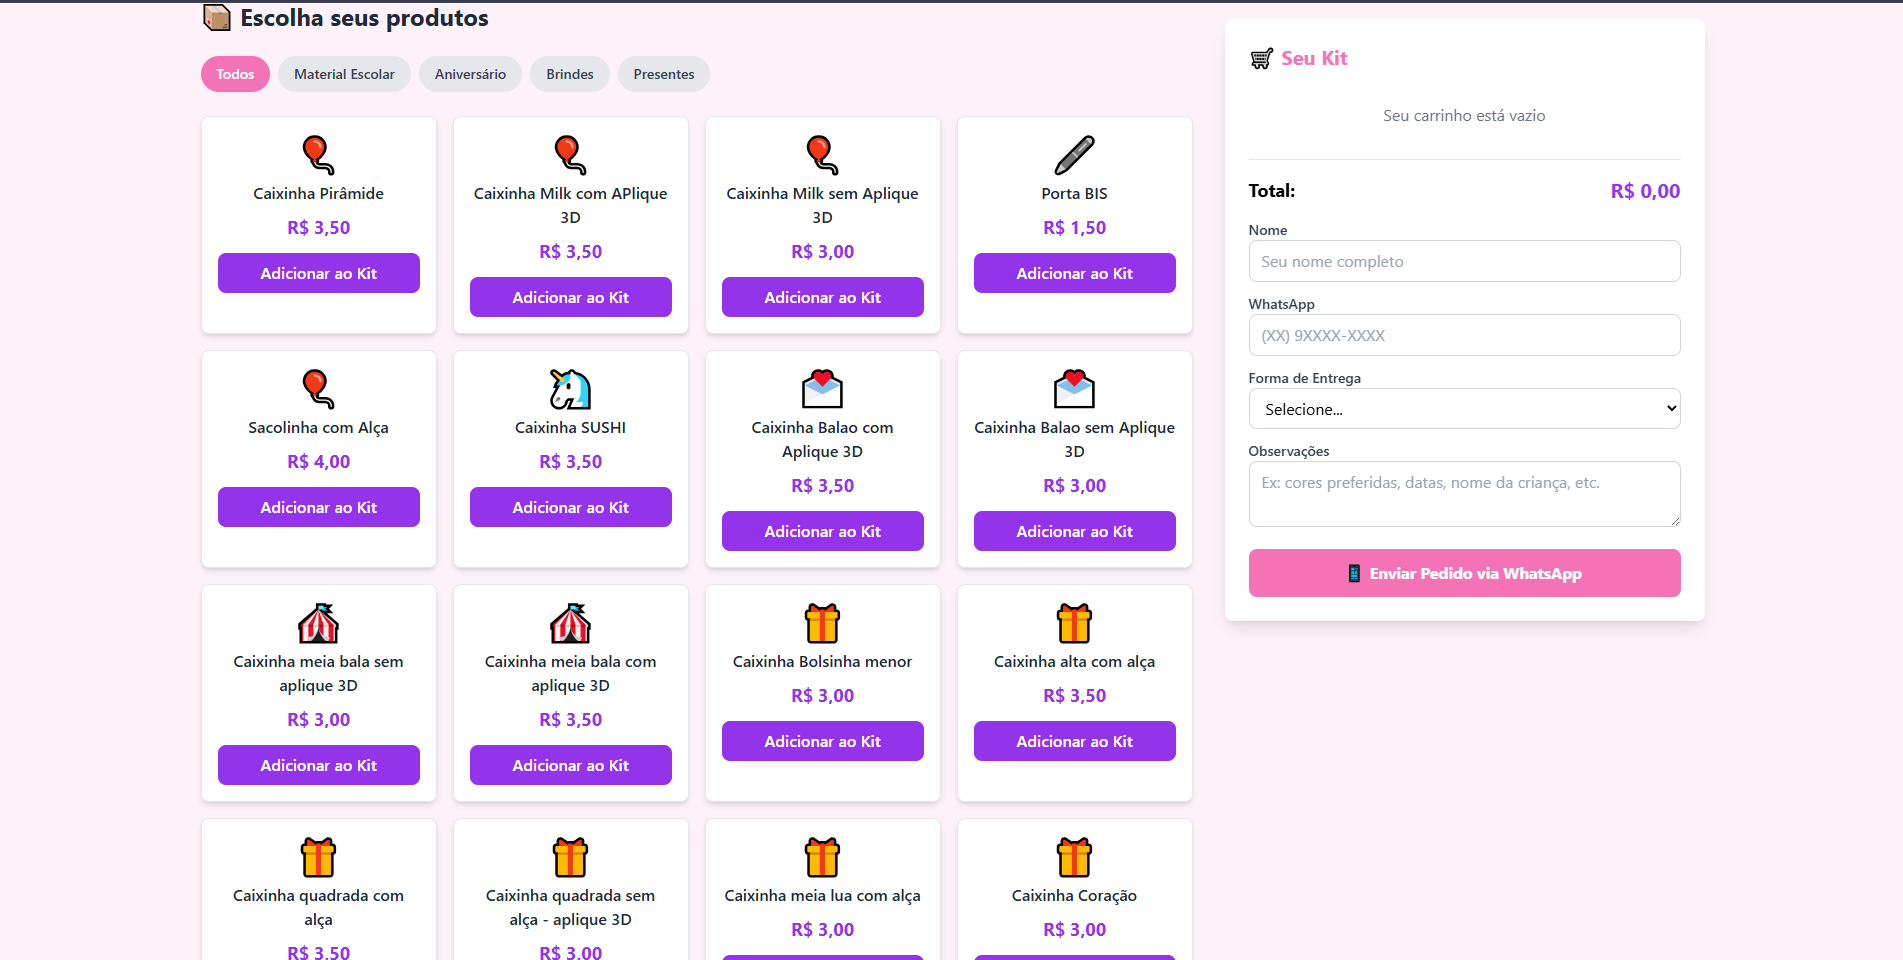 Escolha seus produtos
Todos
Material Escolar
Aniversário
Brindes
Presentes
Caixinha Pirâmide
R$ 3,50
Adicionar ao Kit
Caixinha Milk com APlique
3D
R$ 3,50
Adicionar ao Kit
Caixinha Milk sem Aplique
3D
R$ 3,00
Adicionar ao Kit
Porta BIS
R$ 1,50
Adicionar ao Kit
Sacolinha com Alça
R$ 4,00
Adicionar ao Kit
Caixinha SUSHI
R$ 3,50
Adicionar ao Kit
Caixinha Balao com
Aplique 3D
R$ 3,50
Adicionar ao Kit
Caixinha Balao sem Aplique
3D
R$ 3,00
Adicionar ao Kit
Caixinha meia bala sem
aplique 3D
R$ 3,00
Adicionar ao Kit
Caixinha meia bala com
aplique 3D
R$ 3,50
Adicionar ao Kit
Caixinha Bolsinha menor
R$ 3,00
Adicionar ao Kit
Caixinha alta com alça
R$ 3,50
Adicionar ao Kit
Caixinha quadrada com
alça
R$ 3,50
Caixinha quadrada sem
alça - aplique 3D
R$ 3,00
Caixinha meia lua com alça
R$ 3,00
Caixinha Coração
R$ 3,00
Seu Kit
Seu carrinho está vazio
Total:
R$ 0,00
Nome
Seu nome completo
WhatsApp
(XX) 9XXXX-XXXX
Forma de Entrega
Selecione...
Observações
Ex: cores preferidas, datas, nome da criança, etc.
Enviar Pedido via WhatsApp